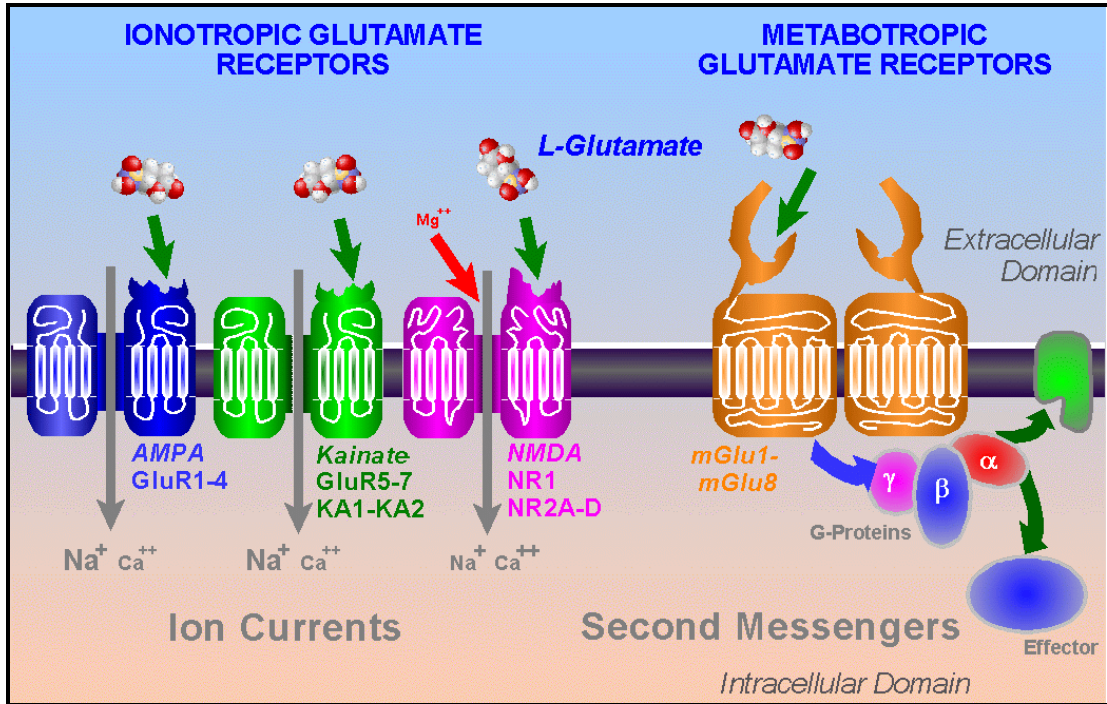 IONOTROPIC GLUTAMATE
RECEPTORS
METABOTROPIC
GLUTAMATE RECEPTORS
L-Glutamate
Mg++
Extracellular
Domain
AMPA
GluR1-4
Kainate
GluR5-7
KA1-KA2
NMDA
NR1
NR2A-D
mGlu1-
mGlu8
γ
β
α
G-Proteins
Na+ Ca++
Na+ Ca++
Na+ Ca++
Ion Currents
Second Messengers
Effector
Intracellular Domain